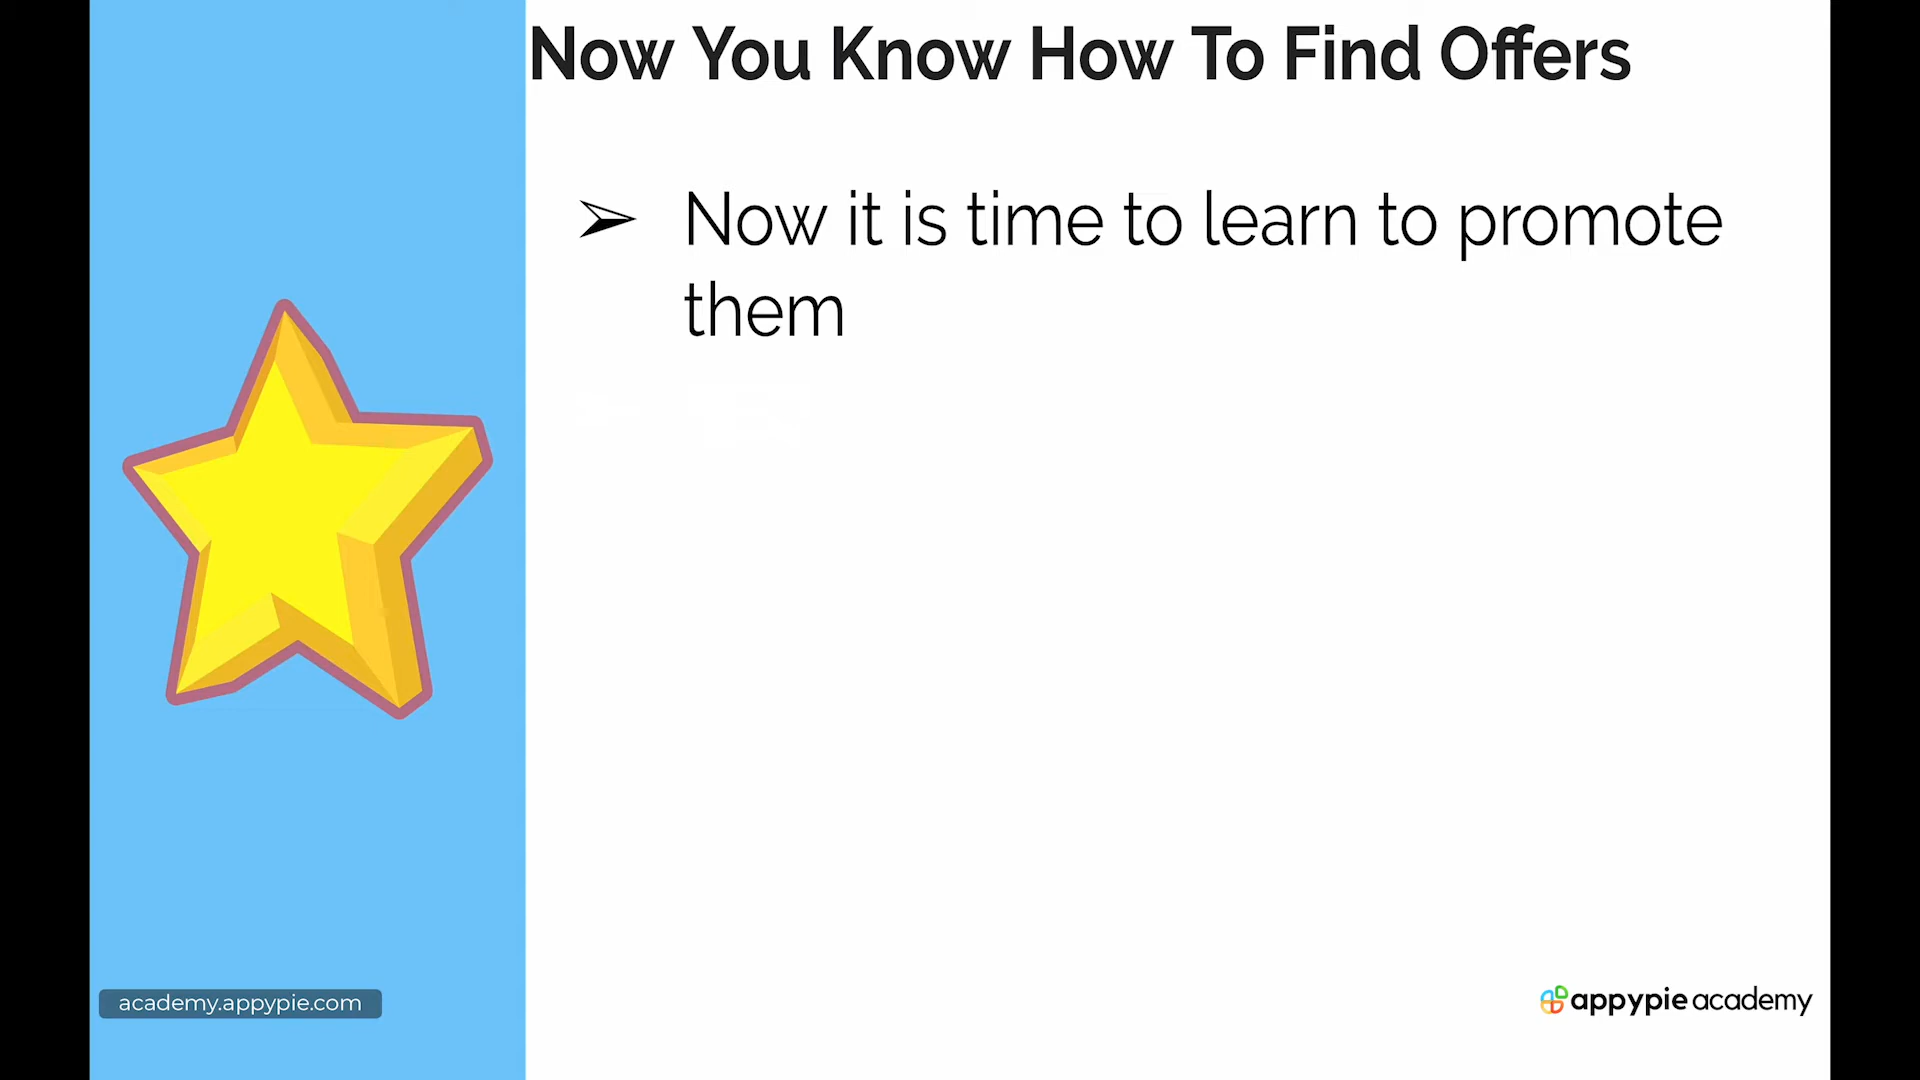 Now You Know How To Find Offers
➢ Now it is time to learn to promote
them
academy.appypie.com
appypie academy